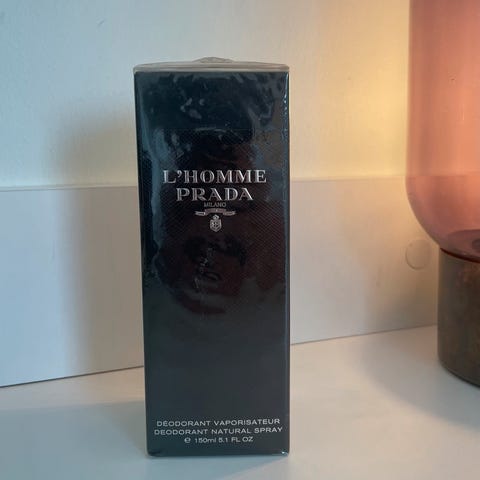 L'HOMME
PRADA
MILANO
DÉODORANT VAPORISATEUR
DEODORANT NATURAL SPRAY
℮ 150ml 5.1 FL OZ